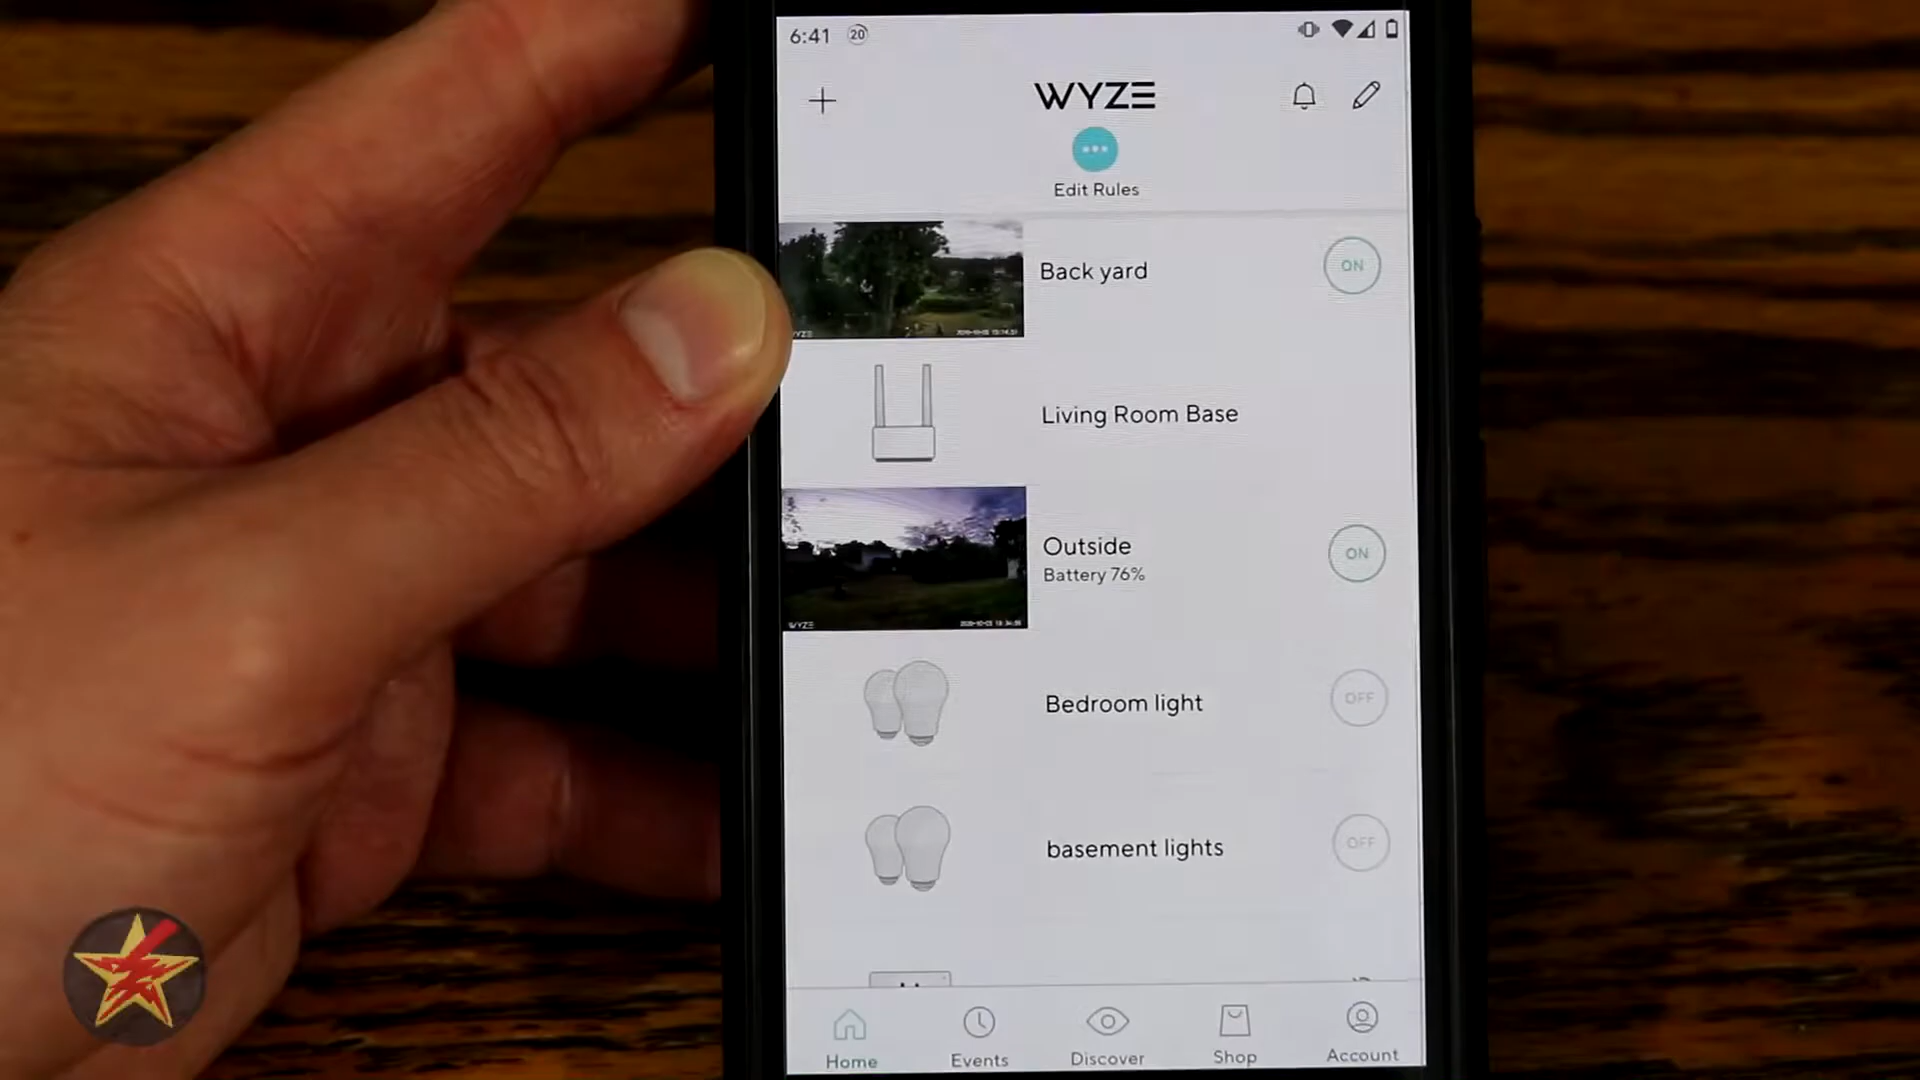 6:41 20
WYZE
Edit Rules
Back yard
ON
Living Room Base
Outside
Battery 76%
ON
WYZE
Bedroom light
OFF
basement lights
OFF
Home Events Discover Shop Account